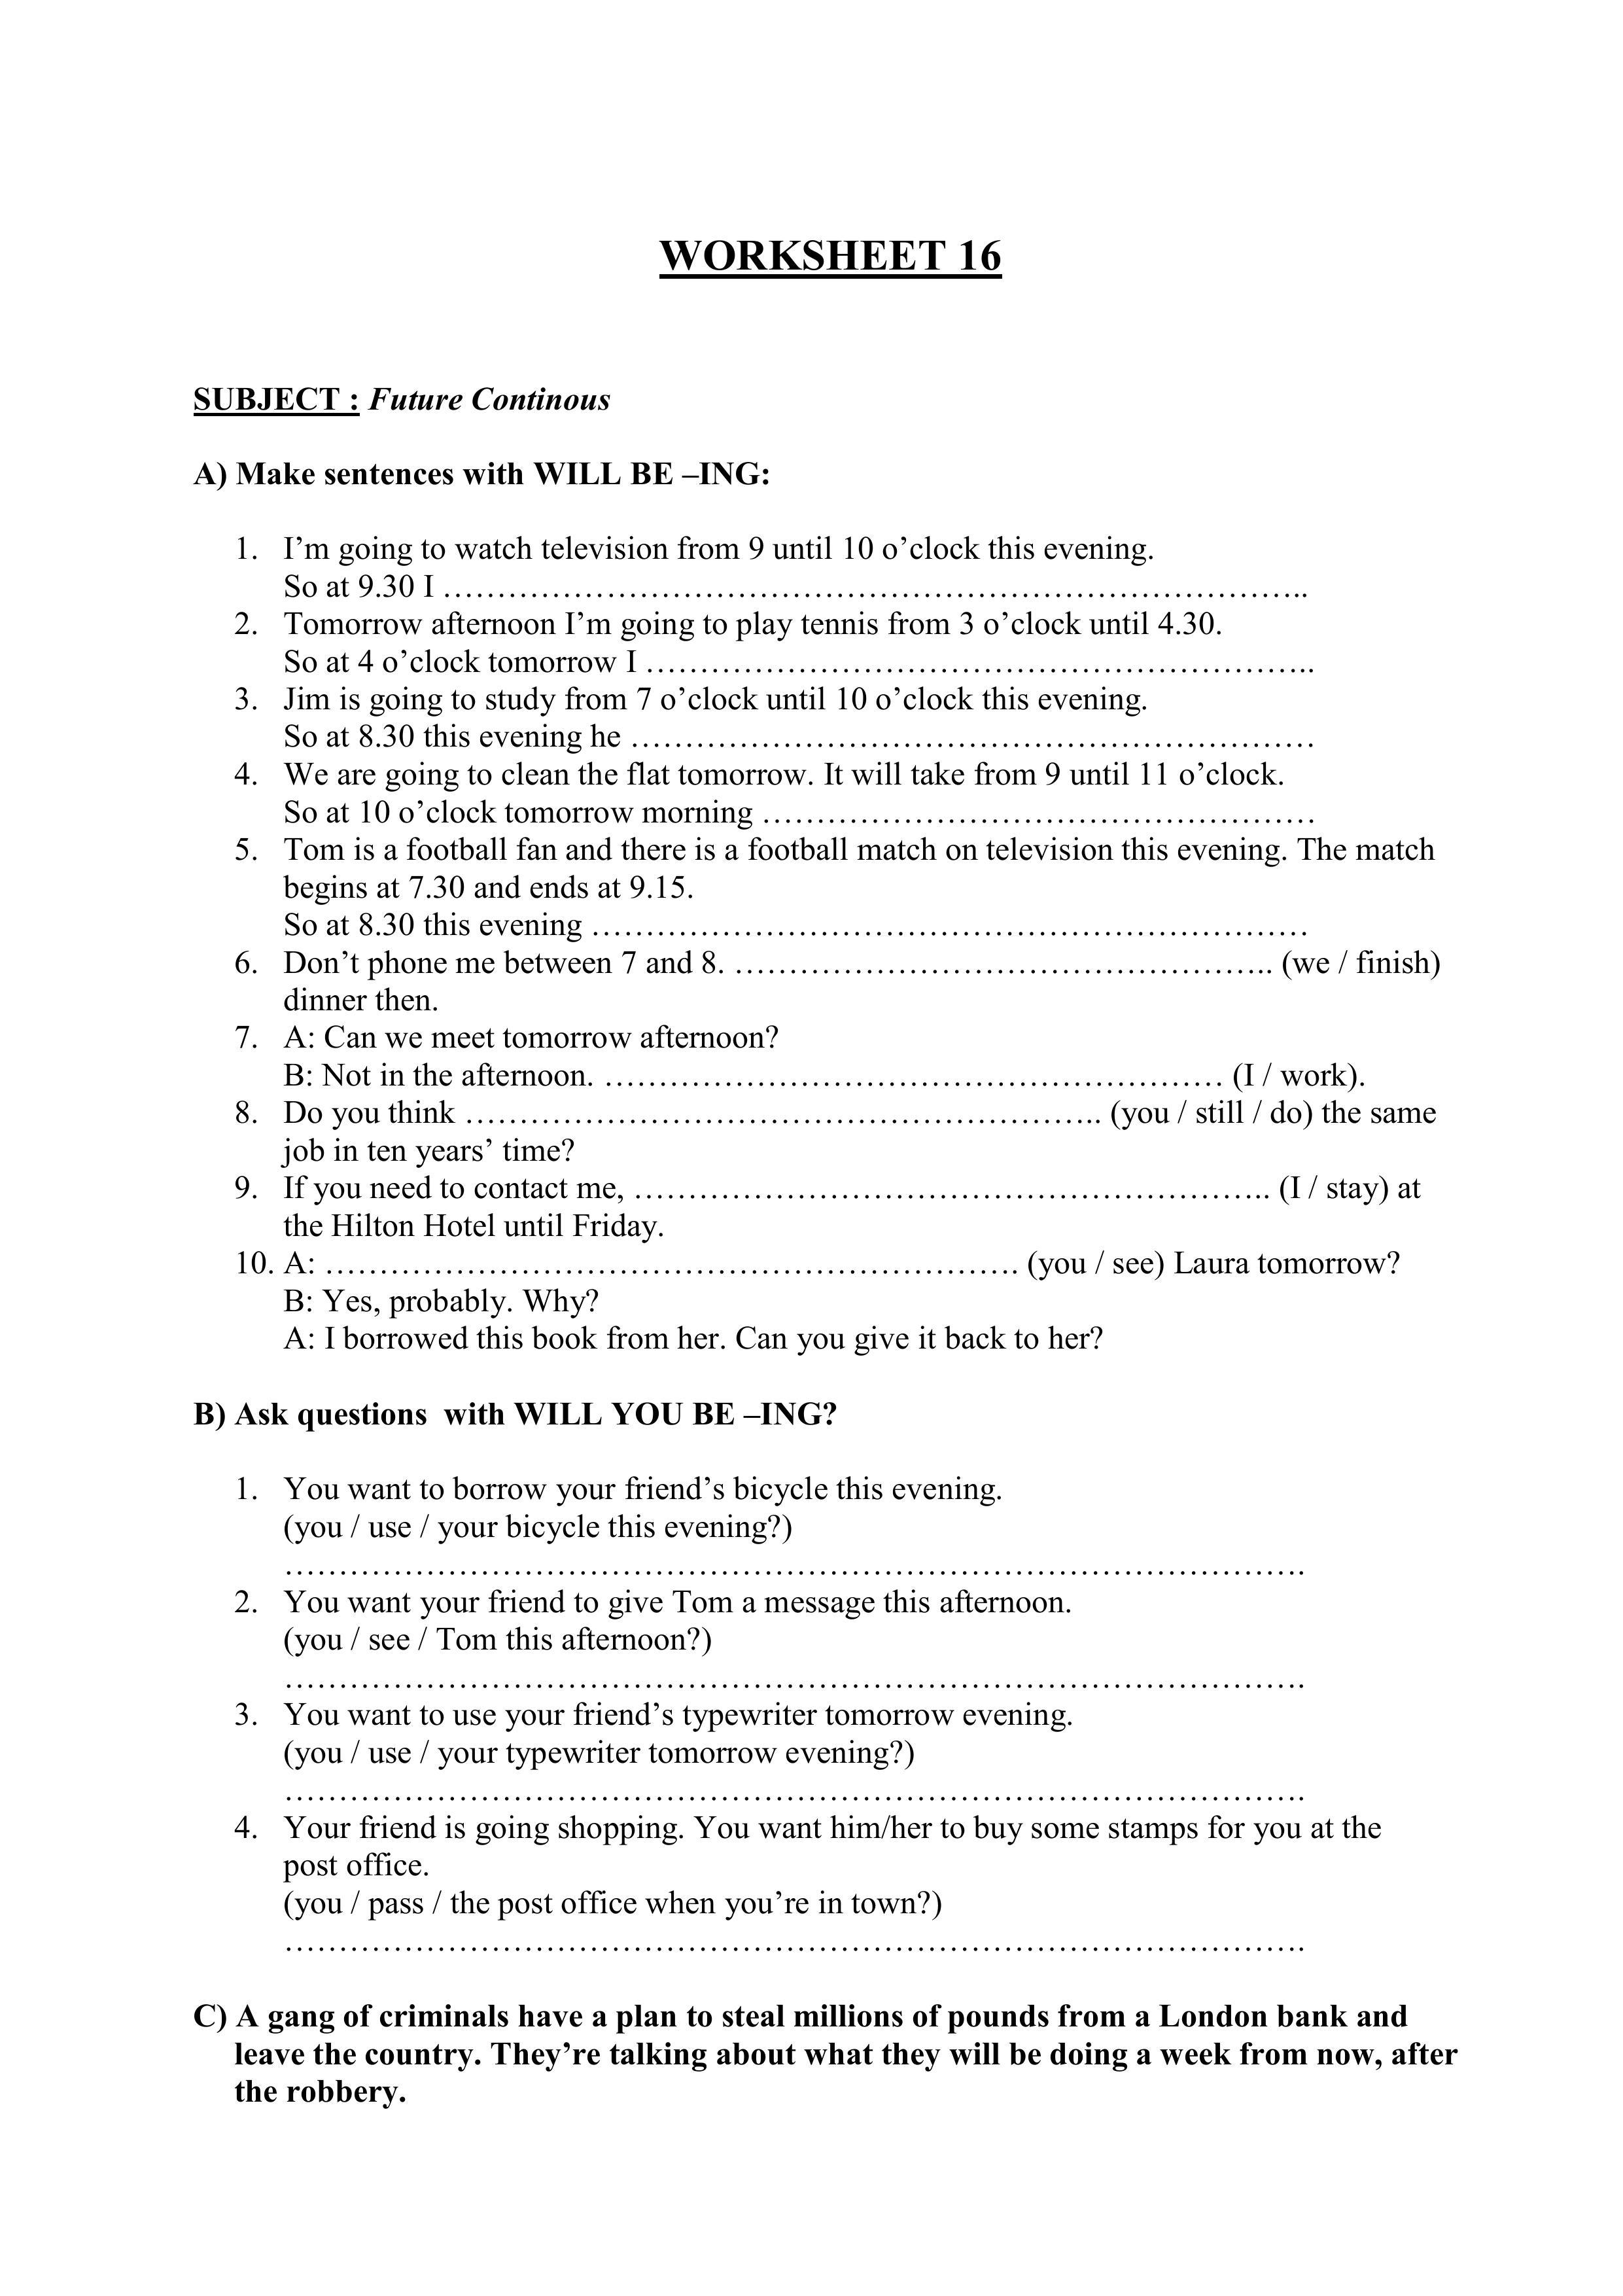 WORKSHEET 16
SUBJECT : Future Continous
A) Make sentences with WILL BE –ING:
1. I’m going to watch television from 9 until 10 o’clock this evening.
So at 9.30 I …………………………………………………………………………..
2. Tomorrow afternoon I’m going to play tennis from 3 o’clock until 4.30.
So at 4 o’clock tomorrow I ………………………………………………………..
3. Jim is going to study from 7 o’clock until 10 o’clock this evening.
So at 8.30 this evening he …………………………………………………………
4. We are going to clean the flat tomorrow. It will take from 9 until 11 o’clock.
So at 10 o’clock tomorrow morning ………………………………………………
5. Tom is a football fan and there is a football match on television this evening. The match
begins at 7.30 and ends at 9.15.
So at 8.30 this evening ……………………………………………………………
6. Don’t phone me between 7 and 8. …………………………………………….. (we / finish)
dinner then.
7. A: Can we meet tomorrow afternoon?
B: Not in the afternoon. …………………………………………………… (I / work).
8. Do you think …………………………………………………….. (you / still / do) the same
job in ten years’ time?
9. If you need to contact me, …………………………………………………….. (I / stay) at
the Hilton Hotel until Friday.
10. A: …………………………………………………………. (you / see) Laura tomorrow?
B: Yes, probably. Why?
A: I borrowed this book from her. Can you give it back to her?
B) Ask questions with WILL YOU BE –ING?
1. You want to borrow your friend’s bicycle this evening.
(you / use / your bicycle this evening?)
……………………………………………………………………………………….
2. You want your friend to give Tom a message this afternoon.
(you / see / Tom this afternoon?)
……………………………………………………………………………………….
3. You want to use your friend’s typewriter tomorrow evening.
(you / use / your typewriter tomorrow evening?)
……………………………………………………………………………………….
4. Your friend is going shopping. You want him/her to buy some stamps for you at the
post office.
(you / pass / the post office when you’re in town?)
……………………………………………………………………………………….
C) A gang of criminals have a plan to steal millions of pounds from a London bank and
leave the country. They’re talking about what they will be doing a week from now, after
the robbery.